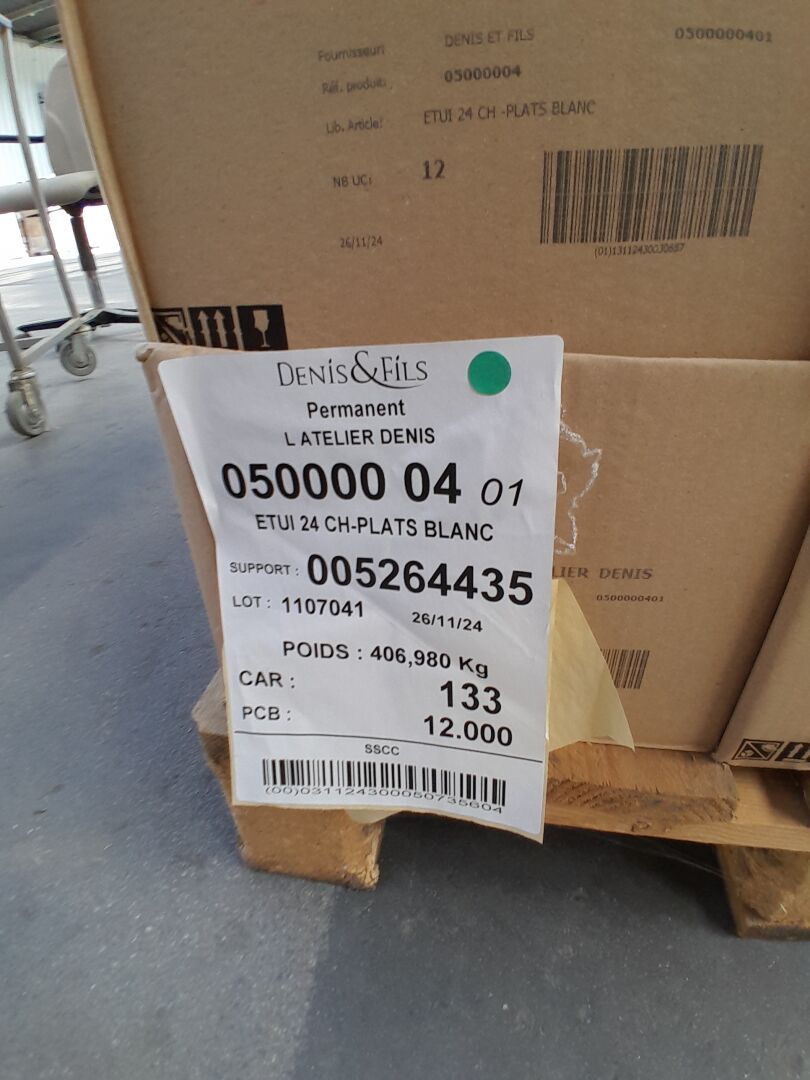 Fournisseur: DENIS ET FILS 0500000401
Réf. produit: 05000004
Lib. Article: ETUI 24 CH -PLATS BLANC
NB UC: 12
26/11/24
DENIS&FILS
Permanent
L ATELIER DENIS
050000 04 01
ETUI 24 CH-PLATS BLANC
SUPPORT : 005264435
LOT : 1107041 26/11/24
POIDS : 406,980 Kg
CAR : 133
PCB : 12.000
SSCC
(00)031124300050735604
LIER DENIS
0500000401